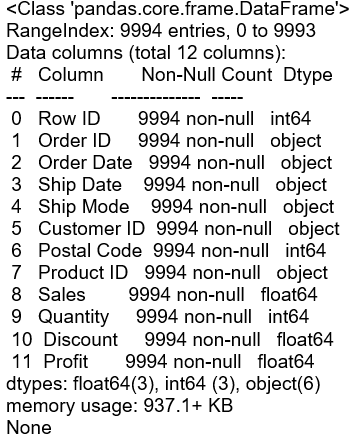 <Class 'pandas.core.frame.DataFrame'>
RangeIndex: 9994 entries, 0 to 9993
Data columns (total 12 columns):
# Column Non-Null Count Dtype
--- ------ -------------- -----
0 Row ID 9994 non-null int64
1 Order ID 9994 non-null object
2 Order Date 9994 non-null object
3 Ship Date 9994 non-null object
4 Ship Mode 9994 non-null object
5 Customer ID 9994 non-null object
6 Postal Code 9994 non-null int64
7 Product ID 9994 non-null object
8 Sales 9994 non-null float64
9 Quantity 9994 non-null int64
10 Discount 9994 non-null float64
11 Profit 9994 non-null float64
dtypes: float64(3), int64 (3), object(6)
memory usage: 937.1+ KB
None